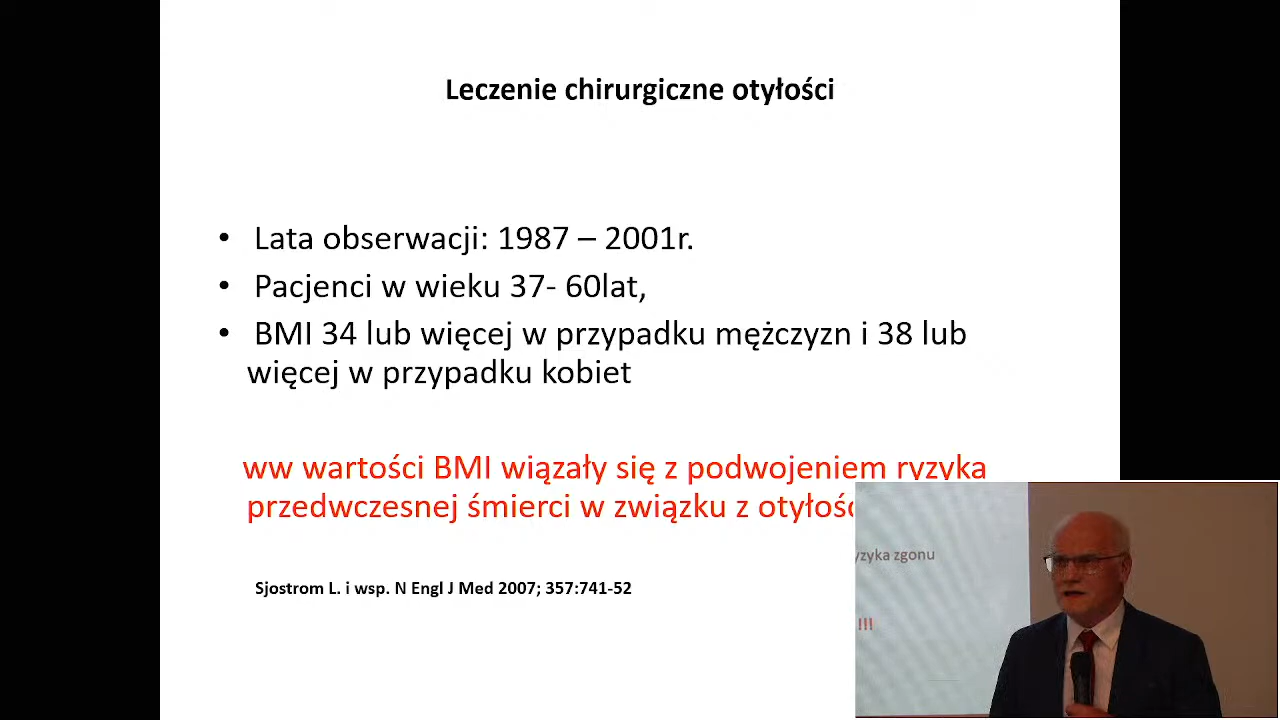 Leczenie chirurgiczne otyłości
• Lata obserwacji: 1987 – 2001r.
• Pacjenci w wieku 37- 60lat,
• BMI 34 lub więcej w przypadku mężczyzn i 38 lub
więcej w przypadku kobiet
ww wartości BMI wiązały się z podwojeniem ryzyka
przedwczesnej śmierci w związku z
Sjostrom L. i wsp. N Engl J Med 2007; 357:741-52
zgonu
!!!